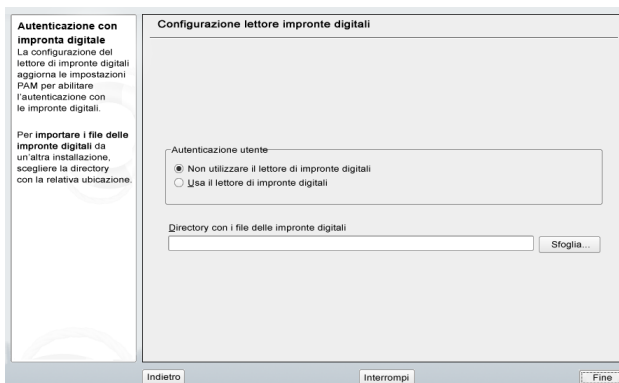 Autenticazione con
impronta digitale
La configurazione del
lettore di impronte digitali
aggiorna le impostazioni
PAM per abilitare
l'autenticazione con
le impronte digitali.
Per importare i file delle
impronte digitali da
un'altra installazione,
scegliere la directory
con la relativa ubicazione.
Configurazione lettore impronte digitali
Autenticazione utente
Non utilizzare il lettore di impronte digitali
Usa il lettore di impronte digitali
Directory con i file delle impronte digitali
Sfoglia...
Indietro
Interrompi
Fine